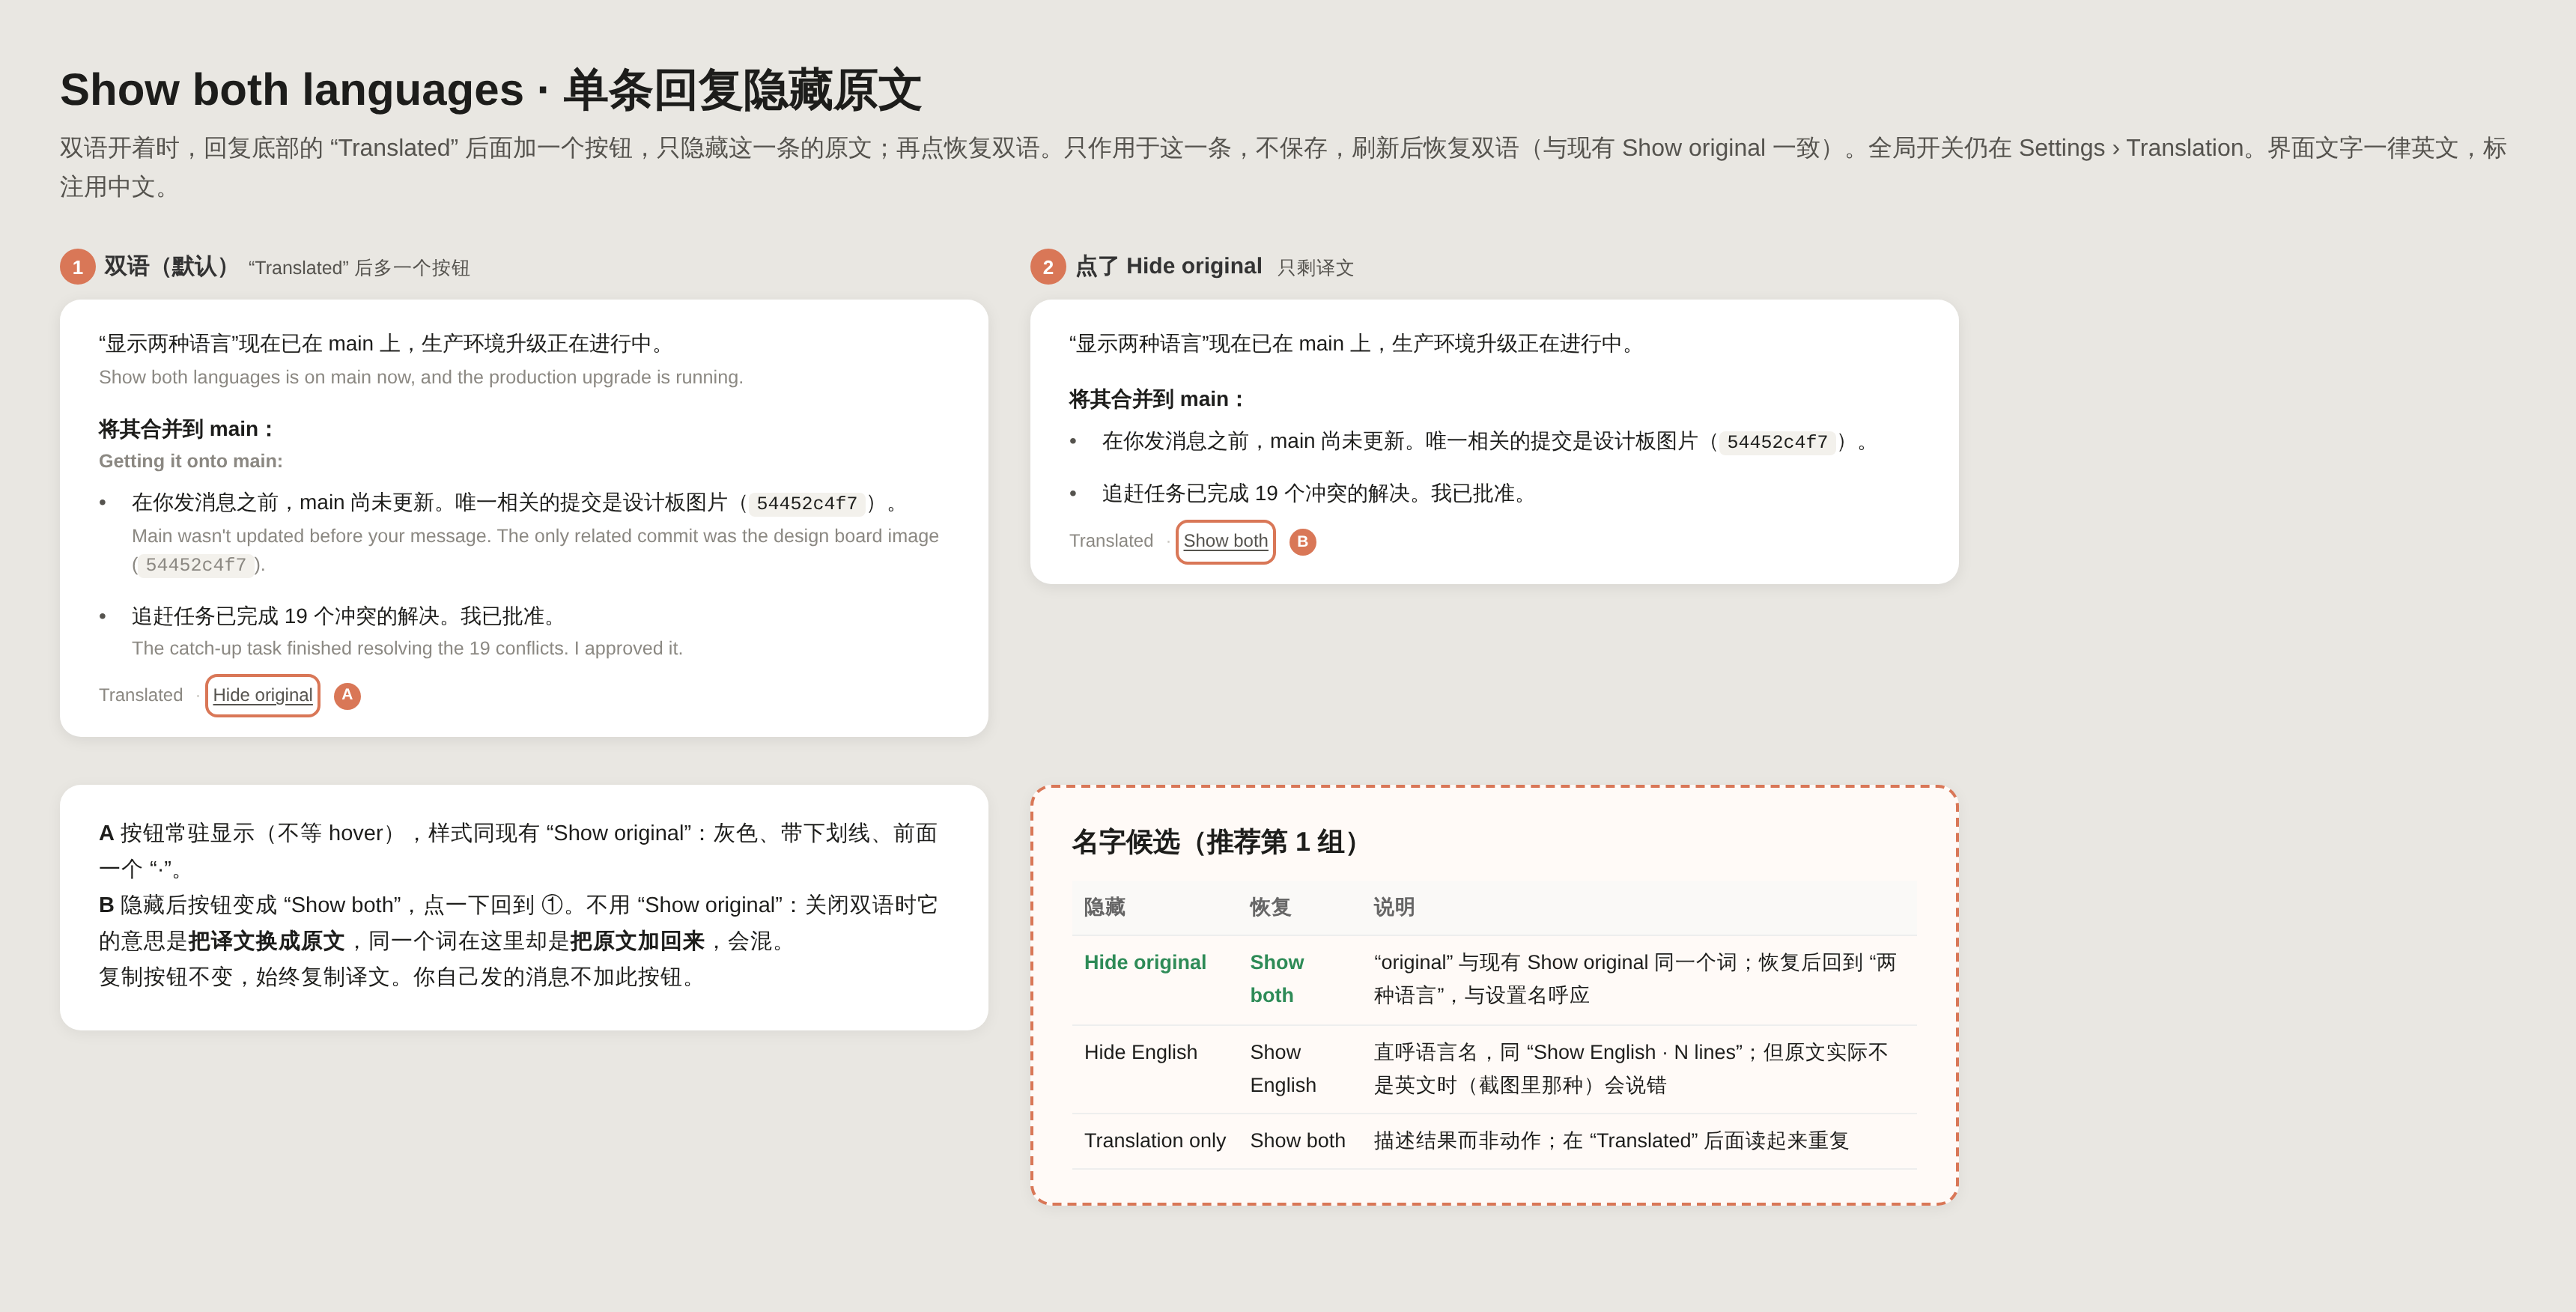 Show both languages · 单条回复隐藏原文
双语开着时，回复底部的 “Translated” 后面加一个按钮，只隐藏这一条的原文；再点恢复双语。只作用于这一条，不保存，刷新后恢复双语（与现有 Show original 一致）。全局开关仍在 Settings › Translation。界面文字一律英文，标
注用中文。
1 双语（默认） “Translated” 后多一个按钮
“显示两种语言”现在已在 main 上，生产环境升级正在进行中。
Show both languages is on main now, and the production upgrade is running.
将其合并到 main：
Getting it onto main:
• 在你发消息之前，main 尚未更新。唯一相关的提交是设计板图片（ 54452c4f7 ）。
Main wasn't updated before your message. The only related commit was the design board image
( 54452c4f7 ).
• 追赶任务已完成 19 个冲突的解决。我已批准。
The catch-up task finished resolving the 19 conflicts. I approved it.
Translated · Hide original A
2 点了 Hide original 只剩译文
“显示两种语言”现在已在 main 上，生产环境升级正在进行中。
将其合并到 main：
• 在你发消息之前，main 尚未更新。唯一相关的提交是设计板图片（ 54452c4f7 ）。
• 追赶任务已完成 19 个冲突的解决。我已批准。
Translated · Show both B
A 按钮常驻显示（不等 hover），样式同现有 “Show original”：灰色、带下划线、前面
一个 “·”。
B 隐藏后按钮变成 “Show both”，点一下回到 ①。不用 “Show original”：关闭双语时它
的意思是把译文换成原文，同一个词在这里却是把原文加回来，会混。
复制按钮不变，始终复制译文。你自己发的消息不加此按钮。
名字候选（推荐第 1 组）
隐藏 恢复 说明
Hide original Show “original” 与现有 Show original 同一个词；恢复后回到 “两
both 种语言”，与设置名呼应
Hide English Show 直呼语言名，同 “Show English · N lines”；但原文实际不
English 是英文时（截图里那种）会说错
Translation only Show both 描述结果而非动作；在 “Translated” 后面读起来重复